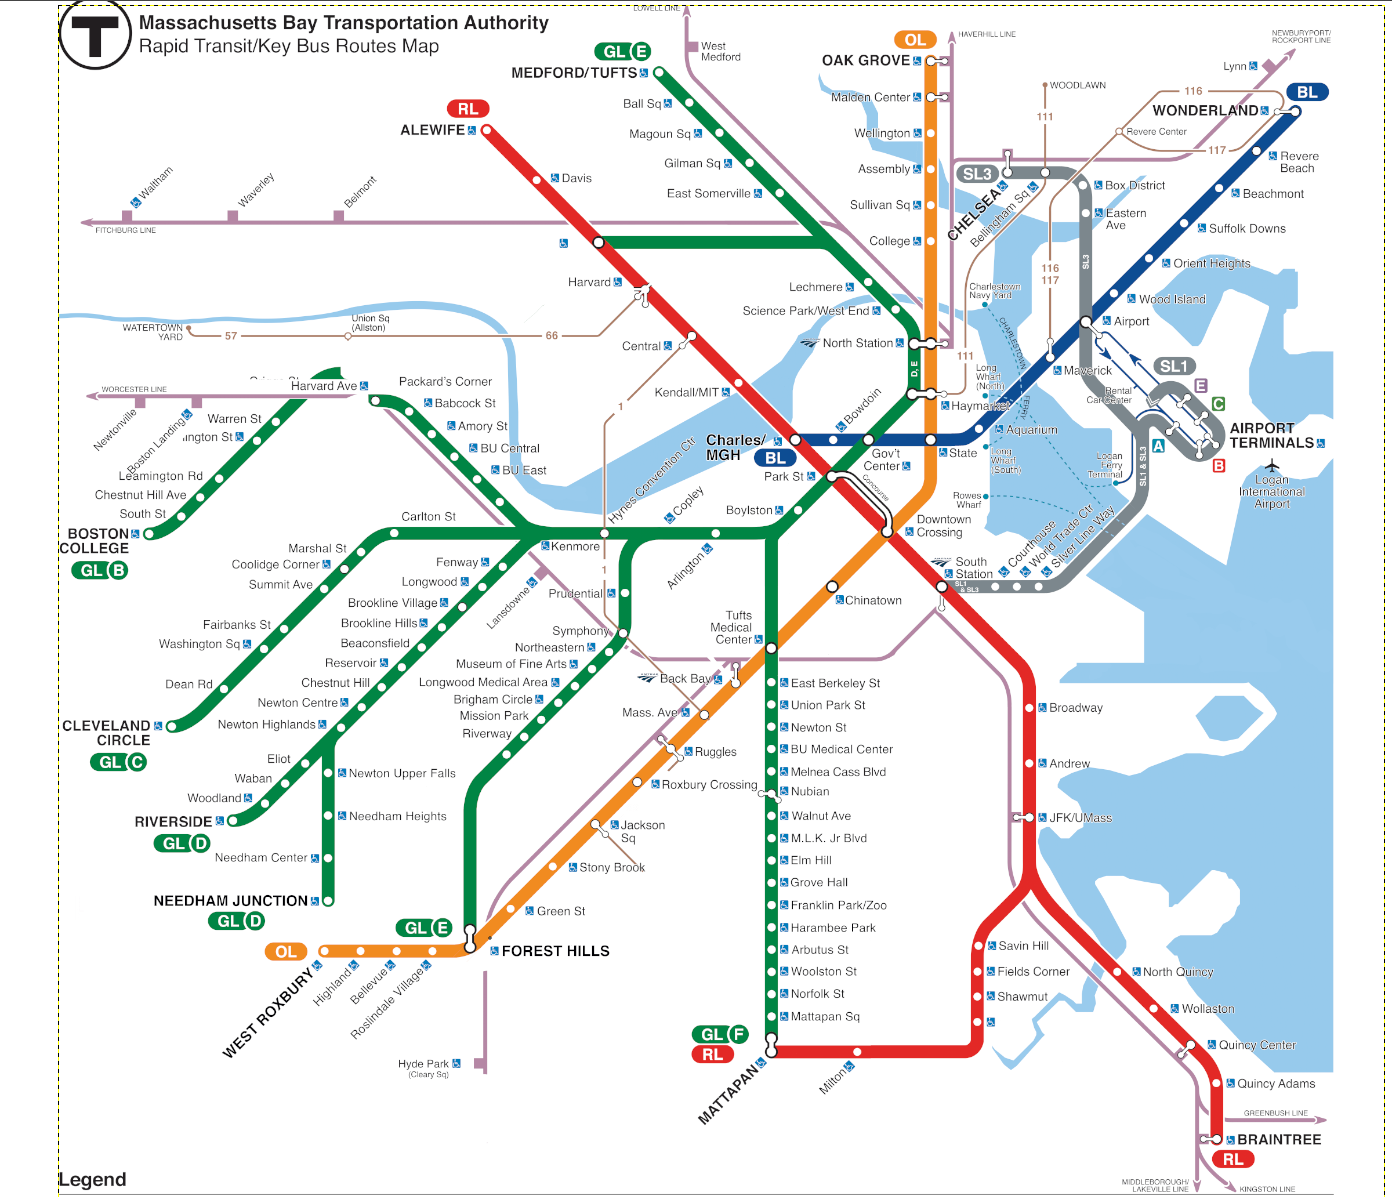 T
Massachusetts Bay Transportation Authority
Rapid Transit/Key Bus Routes Map
LOWELL LINE
West
Medford
GL E
MEDFORD/TUFTS
Ball Sq
Magoun Sq
Gilman Sq
East Somerville
OL
OAK GROVE
HAVERHILL LINE
Malden Center
Wellington
Assembly
Sullivan Sq
College
NEWBURYPORT/
ROCKPORT LINE
Lynn
BL
WONDERLAND
WOODLAWN
111
116
Revere Center
117
Revere
Beach
Beachmont
Suffolk Downs
Orient Heights
Wood Island
Airport
Maverick
RL
ALEWIFE
Davis
Waltham
Waverley
Belmont
FITCHBURG LINE
Harvard
SL3
CHELSEA
Bellingham Sq
Box District
Eastern
Ave
SL3
116
117
111
Lechmere
Science Park/West End
North Station
D, E
Haymarket
Charlestown
Navy Yard
CHARLESTOWN
FERRY
Long
Wharf
(North)
Aquarium
Long
Wharf
(South)
Rowes
Wharf
Rental
Car Center
SL1
E
C
A
B
AIRPORT
TERMINALS
Logan
International
Airport
Logan
Ferry
Terminal
SL1 & SL3
WATERTOWN
YARD
57
Union Sq
(Allston)
66
Central
Kendall/MIT
1
Charles/
MGH
BL
Bowdoin
Gov't
Center
State
Park St
Concourse
Boylston
Downtown
Crossing
South
Station
SL1
& SL3
Courthouse
World Trade Ctr
Silver Line Way
WORCESTER LINE
Newtonville
Boston Landing
Harvard Ave
Packard's Corner
Babcock St
Amory St
BU Central
BU East
Warren St
ington St
Leamington Rd
Chestnut Hill Ave
South St
BOSTON
COLLEGE
GL B
Carlton St
Marshal St
Coolidge Corner
Summit Ave
Fairbanks St
Washington Sq
Dean Rd
CLEVELAND
CIRCLE
GL C
Kenmore
Hynes Convention Ctr
Copley
Arlington
Lansdowne
Fenway
Longwood
Brookline Village
Brookline Hills
Beaconsfield
Reservoir
Chestnut Hill
Newton Centre
Newton Highlands
Eliot
Waban
Woodland
RIVERSIDE
GL D
Newton Upper Falls
Needham Heights
Needham Center
NEEDHAM JUNCTION
GL D
1
Prudential
Symphony
Northeastern
Museum of Fine Arts
Longwood Medical Area
Brigham Circle
Mission Park
Riverway
GL E
FOREST HILLS
OL
WEST ROXBURY
Highland
Bellevue
Roslindale Village
Hyde Park
(Cleary Sq)
Chinatown
Tufts
Medical
Center
Back Bay
Mass. Ave
Ruggles
Roxbury Crossing
Jackson
Sq
Stony Brook
Green St
East Berkeley St
Union Park St
Newton St
BU Medical Center
Melnea Cass Blvd
Nubian
Walnut Ave
M.L.K. Jr Blvd
Elm Hill
Grove Hall
Franklin Park/Zoo
Harambee Park
Arbutus St
Woolston St
Norfolk St
Mattapan Sq
GL F
RL
MATTAPAN
Milton
Broadway
Andrew
JFK/UMass
Savin Hill
Fields Corner
Shawmut
North Quincy
Wollaston
Quincy Center
Quincy Adams
GREENBUSH LINE
BRAINTREE
RL
MIDDLEBOROUGH/
LAKEVILLE LINE
KINGSTON LINE
Legend